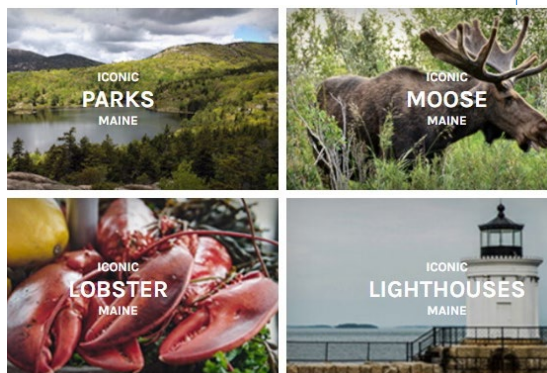 ICONIC
PARKS
MAINE
ICONIC
MOOSE
MAINE
ICONIC
LOBSTER
MAINE
ICONIC
LIGHTHOUSES
MAINE